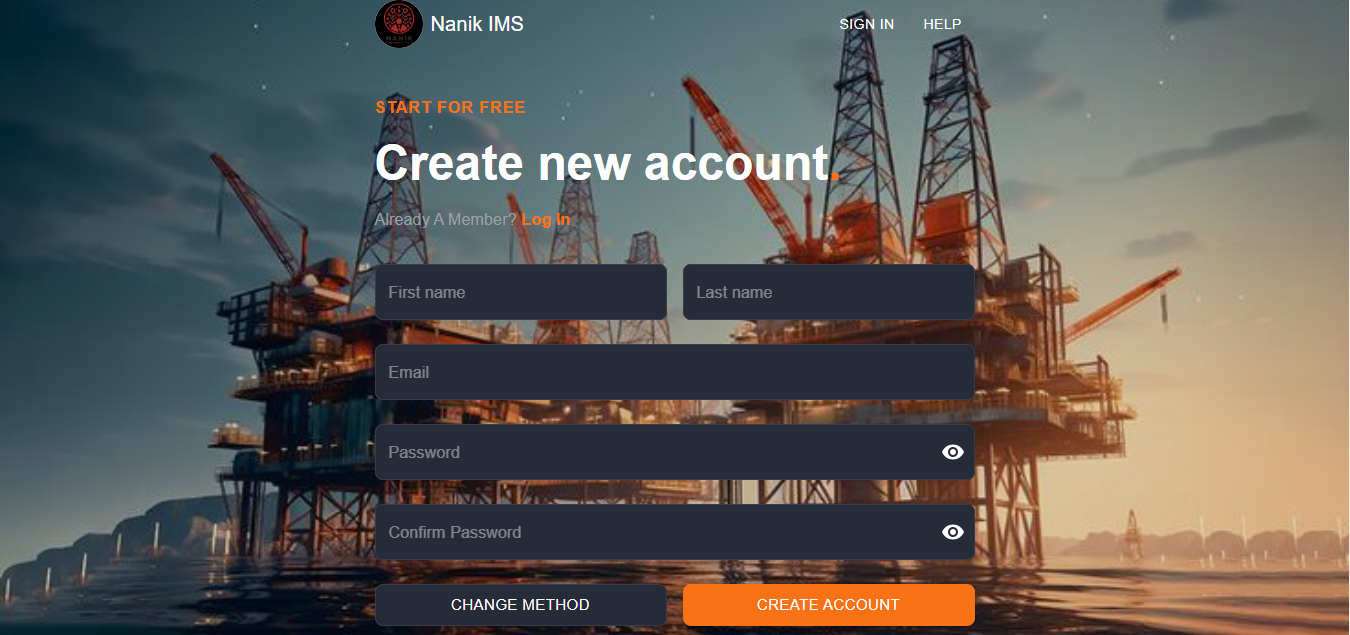 NANIK
Nanik IMS
SIGN IN
HELP
START FOR FREE
Create new account.
Already A Member? Log In
First name
Last name
Email
Password
Confirm Password
CHANGE METHOD
CREATE ACCOUNT